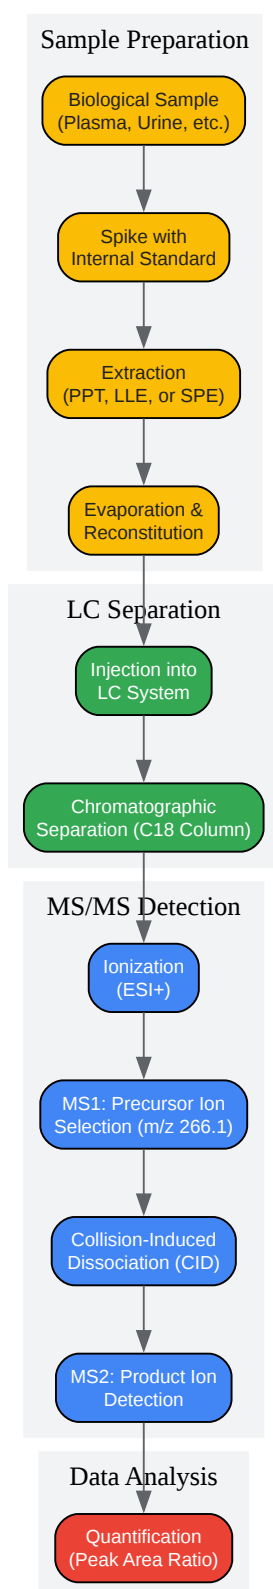 Sample Preparation
Biological Sample
(Plasma, Urine, etc.)
Spike with
Internal Standard
Extraction
(PPT, LLE, or SPE)
Evaporation &
Reconstitution
LC Separation
Injection into
LC System
Chromatographic
Separation (C18 Column)
MS/MS Detection
Ionization
(ESI+)
MS1: Precursor Ion
Selection (m/z 266.1)
Collision-Induced
Dissociation (CID)
MS2: Product Ion
Detection
Data Analysis
Quantification
(Peak Area Ratio)